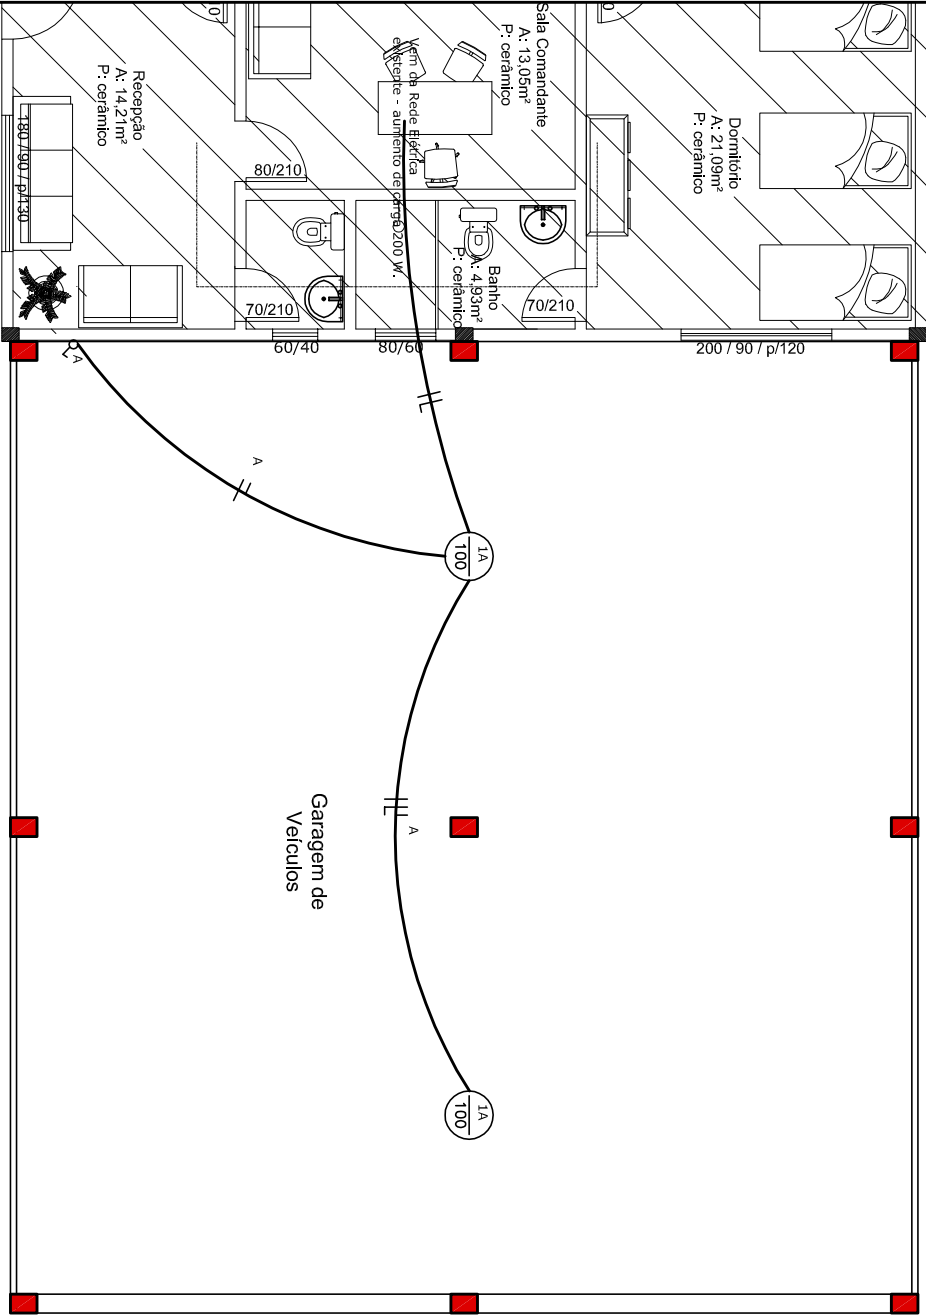 Recepção
A: 14,21m²
P: cerâmico
180 / 90 / p/130
80/210
Sala Comandante
A: 13,05m²
P: cerâmico
Vem da Rede Elétrica
existente - aumento de carga 200 W.
Dormitório
A: 21,09m²
P: cerâmico
Banho
A: 4,93m²
P: cerâmico
70/210
70/210
60/40
80/60
200 / 90 / p/120
A
A
1A
100
A
Garagem de
Veículos
1A
100